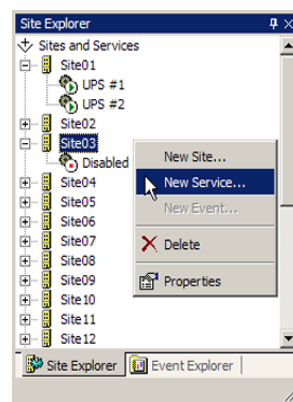 Site Explorer
Sites and Services
Site01
UPS #1
UPS #2
Site02
Site03
Disabled
Site04
Site05
Site06
Site07
Site08
Site09
Site10
Site11
Site12
New Site...
New Service...
New Event...
Delete
Properties
Site Explorer
Event Explorer